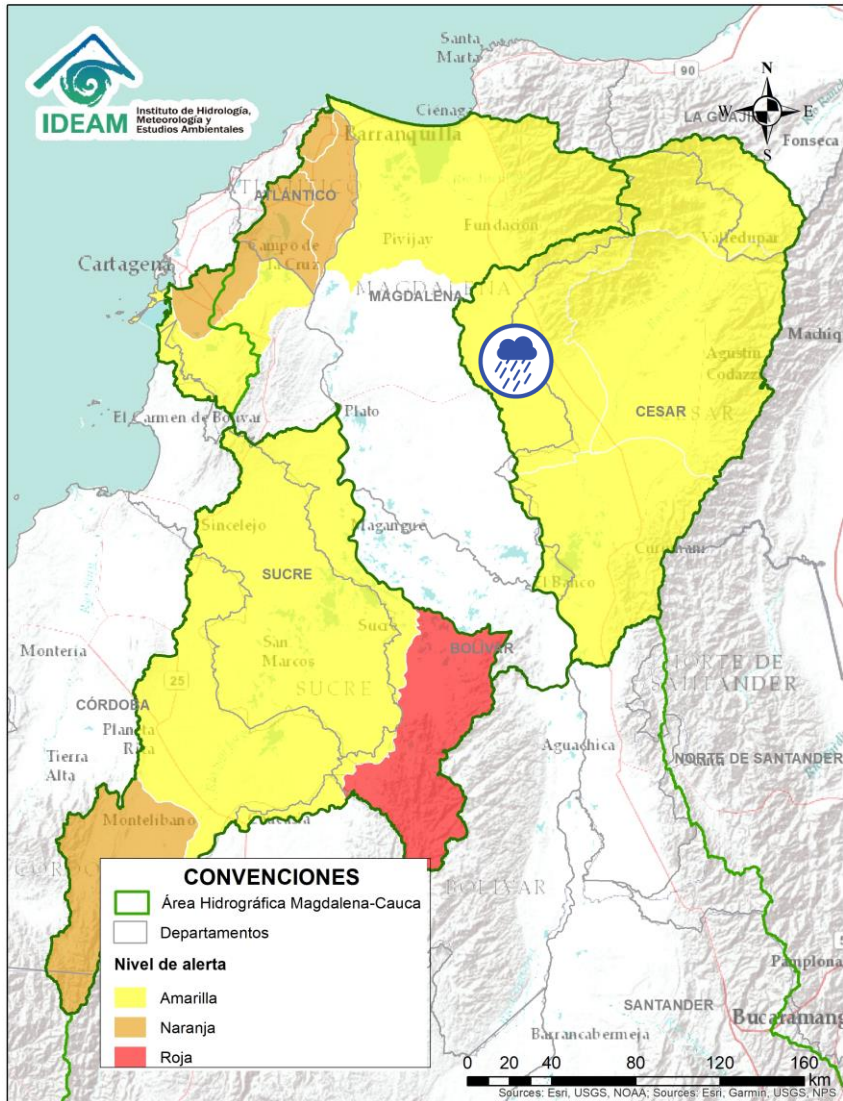 IDEAM
Instituto de Hidrología,
Meteorología y
Estudios Ambientales
Santa
Marta
90
N
W
E
S
LA GUAJIRA
Ciénaga
Fonseca
Barranquilla
ATLÁNTICO
Fundación
Valledupar
Campo de
la Cruz
Pivijay
Cartagena
MAGDALENA
MAGDALENA
Machiq
Agustín
Codazzi
CESAR
El Carmen de Bolívar
Plato
Sincelejo
Magangue
Curumaní
SUCRE
El Banco
Sucre
San
Marcos
BOLÍVAR
Montería
25
SUCRE
NORTE DE
SANTANDER
CÓRDOBA
Planeta
Rica
Aguachica
Tierra
Alta
NORTE DE SANTANDER
Montelibano
BOLÍVAR
CONVENCIONES
Área Hidrográfica Magdalena-Cauca
Departamentos
Nivel de alerta
Amarilla
Naranja
Roja
Pamplona
SANTANDER
Bucaramang
Barrancabermeja
0 20 40 80 120 160
km
Sources: Esri, USGS, NOAA; Sources: Esri, Garmin, USGS, NPS